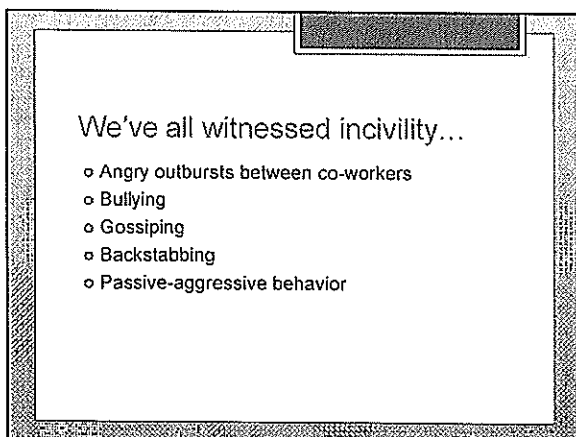 We've all witnessed incivility...
o Angry outbursts between co-workers
o Bullying
o Gossiping
o Backstabbing
o Passive-aggressive behavior